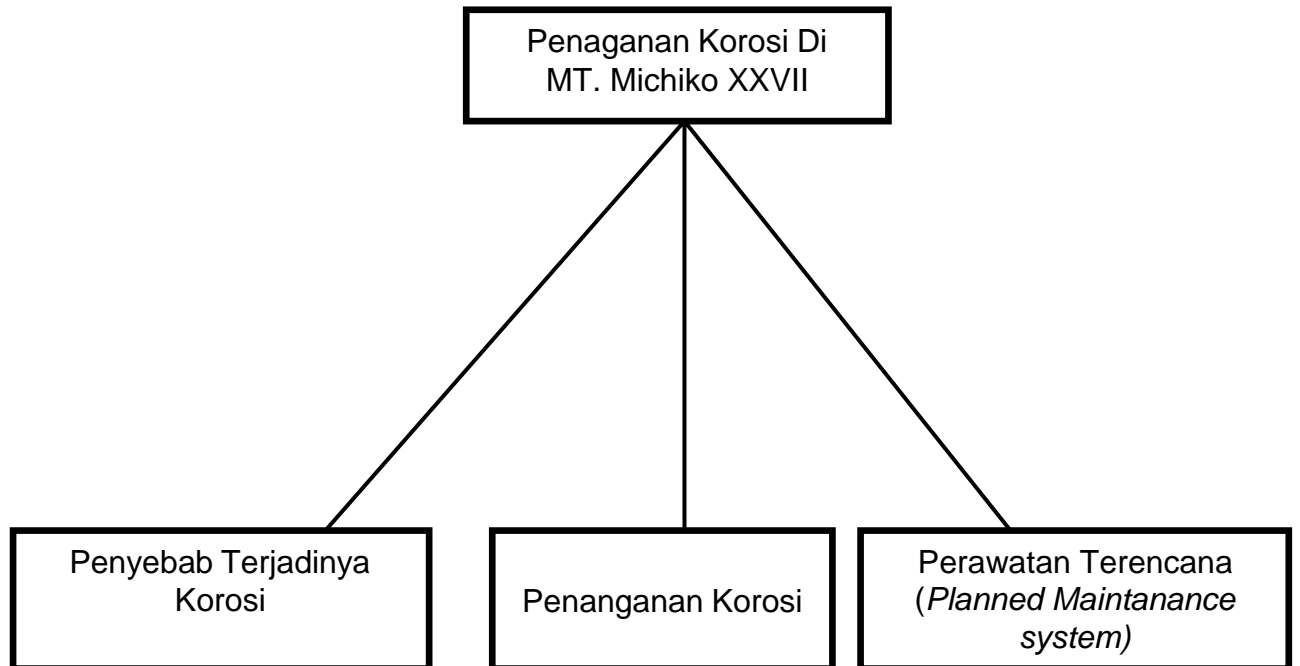 Penaganan Korosi Di
MT. Michiko XXVII
Penyebab Terjadinya
Korosi
Penanganan Korosi
Perawatan Terencana
(Planned Maintanance
system)